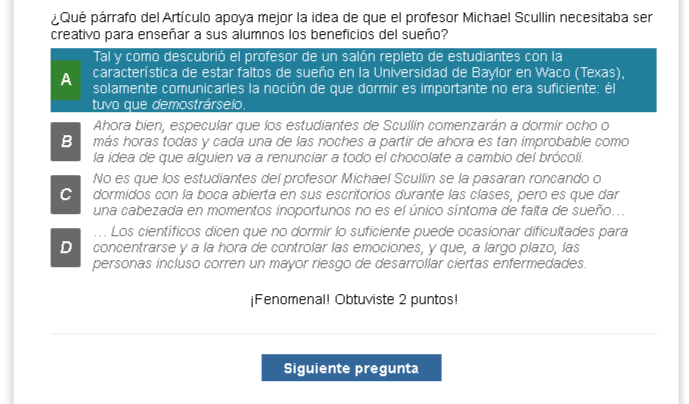 ¿Qué párrafo del Artículo apoya mejor la idea de que el profesor Michael Scullin necesitaba ser
creativo para enseñar a sus alumnos los beneficios del sueño?
A
Tal y como descubrió el profesor de un salón repleto de estudiantes con la
característica de estar faltos de sueño en la Universidad de Baylor en Waco (Texas),
solamente comunicarles la noción de que dormir es importante no era suficiente: él
tuvo que demostrárselo.
B
Ahora bien, especular que los estudiantes de Scullin comenzarán a dormir ocho o
más horas todas y cada una de las noches a partir de ahora es tan improbable como
la idea de que alguien va a renunciar a todo el chocolate a cambio del brócoli.
C
No es que los estudiantes del profesor Michael Scullin se la pasaran roncando o
dormidos con la boca abierta en sus escritorios durante las clases, pero es que dar
una cabezada en momentos inoportunos no es el único síntoma de falta de sueño…
D
… Los científicos dicen que no dormir lo suficiente puede ocasionar dificultades para
concentrarse y a la hora de controlar las emociones, y que, a largo plazo, las
personas incluso corren un mayor riesgo de desarrollar ciertas enfermedades.
¡Fenomenal! Obtuviste 2 puntos!
Siguiente pregunta